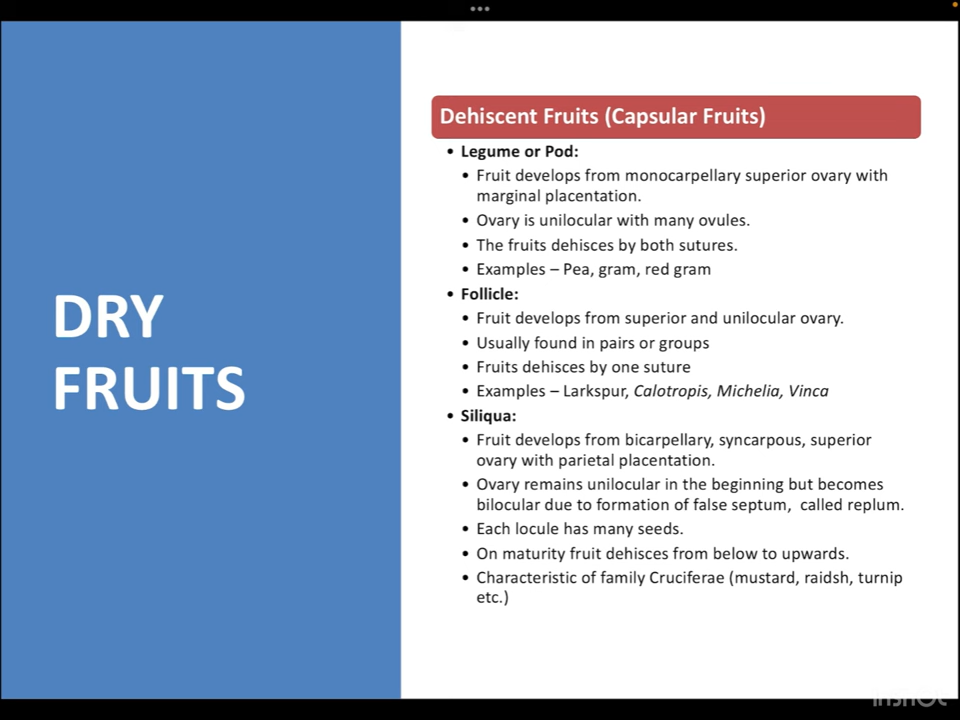 DRY
FRUITS
Dehiscent Fruits (Capsular Fruits)
• Legume or Pod:
• Fruit develops from monocarpellary superior ovary with
marginal placentation.
• Ovary is unilocular with many ovules.
• The fruits dehisces by both sutures.
• Examples – Pea, gram, red gram
• Follicle:
• Fruit develops from superior and unilocular ovary.
• Usually found in pairs or groups
• Fruits dehisces by one suture
• Examples – Larkspur, Calotropis, Michelia, Vinca
• Siliqua:
• Fruit develops from bicarpellary, syncarpous, superior
ovary with parietal placentation.
• Ovary remains unilocular in the beginning but becomes
bilocular due to formation of false septum, called replum.
• Each locule has many seeds.
• On maturity fruit dehisces from below to upwards.
• Characteristic of family Cruciferae (mustard, raidsh, turnip
etc.)
InShOt